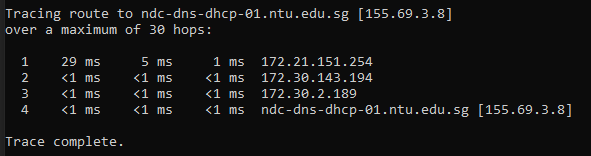 Tracing route to ndc-dns-dhcp-01.ntu.edu.sg [155.69.3.8]
over a maximum of 30 hops:
1 29 ms 5 ms 1 ms 172.21.151.254
2 <1 ms <1 ms <1 ms 172.30.143.194
3 <1 ms <1 ms <1 ms 172.30.2.189
4 <1 ms <1 ms <1 ms ndc-dns-dhcp-01.ntu.edu.sg [155.69.3.8]
Trace complete.